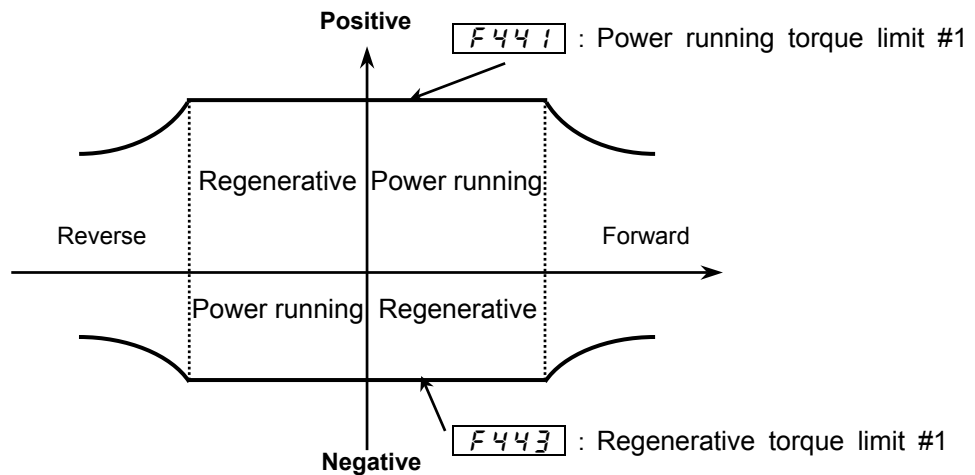 Positive
F441 : Power running torque limit #1
Regenerative Power running
Reverse Forward
Power running Regenerative
F443 : Regenerative torque limit #1
Negative